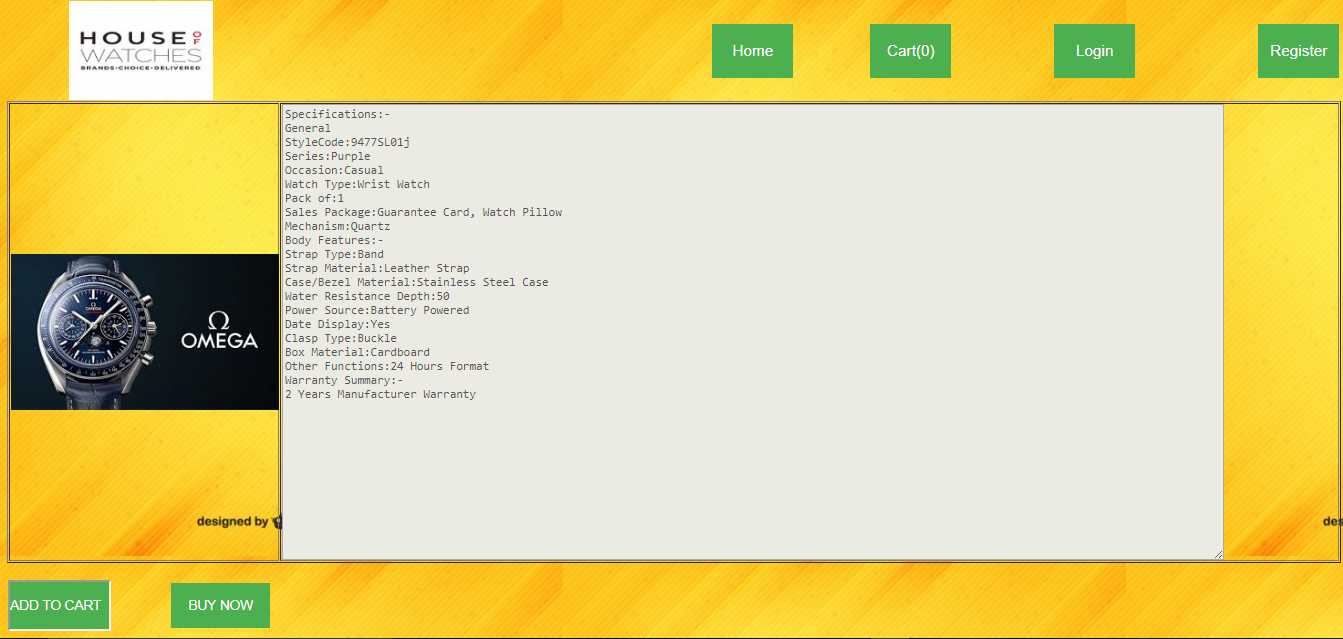 HOUSE OF
WATCHES
BRANDS•CHOICE•DELIVERED
Home
Cart(0)
Login
Register
Specifications:-
General
StyleCode:9477SL01j
Series:Purple
Occasion:Casual
Watch Type:Wrist Watch
Pack of:1
Sales Package:Guarantee Card, Watch Pillow
Mechanism:Quartz
Body Features:-
Strap Type:Band
Strap Material:Leather Strap
Case/Bezel Material:Stainless Steel Case
Water Resistance Depth:50
Power Source:Battery Powered
Date Display:Yes
Clasp Type:Buckle
Box Material:Cardboard
Other Functions:24 Hours Format
Warranty Summary:-
2 Years Manufacturer Warranty
Ω
OMEGA
Ω
OMEGA
designed by
des
ADD TO CART
BUY NOW